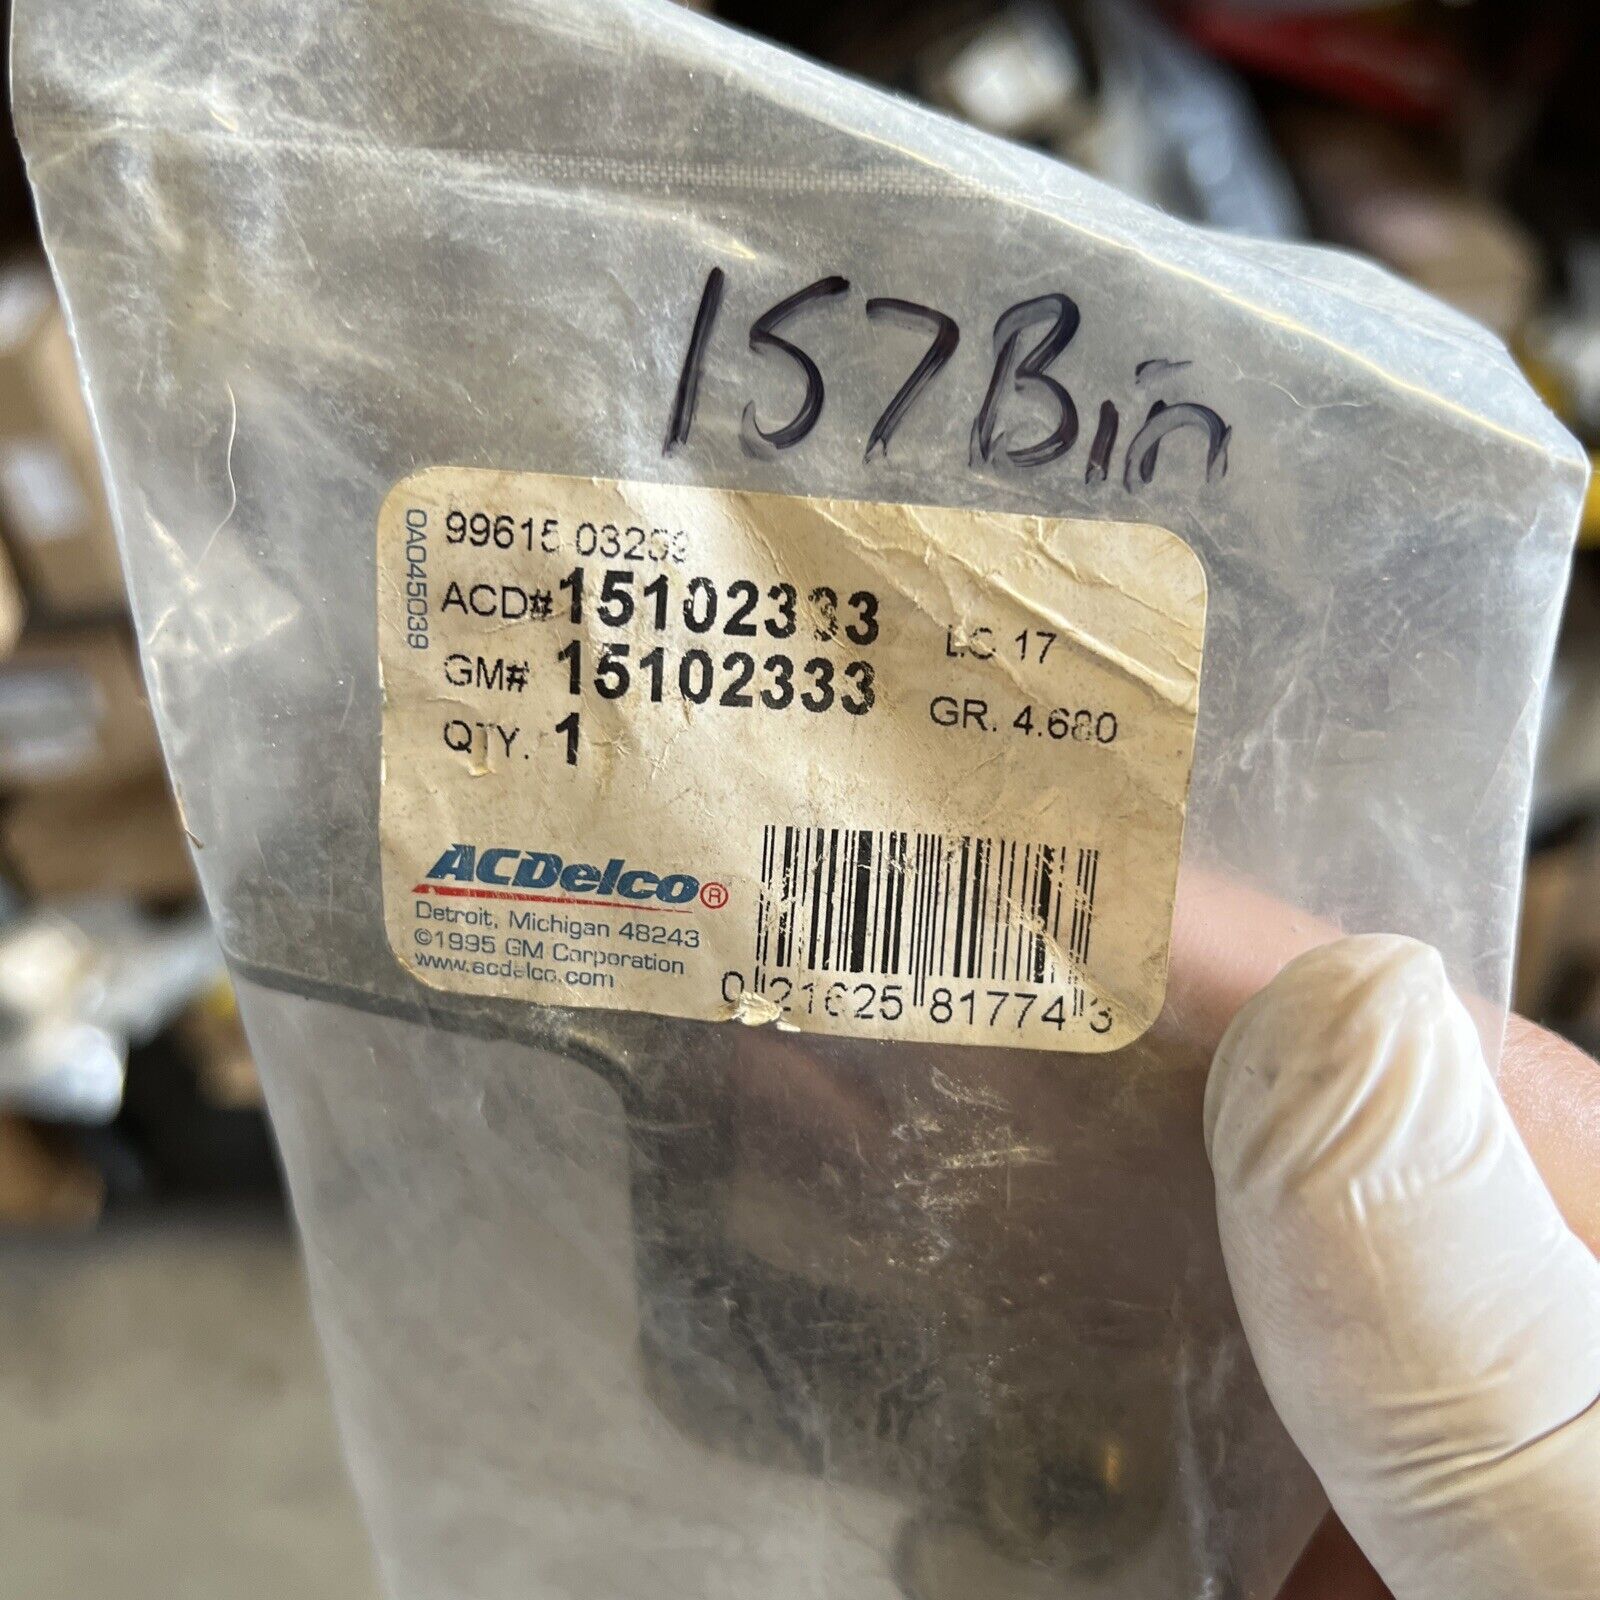 157Bin
99615 03259
ACD# 15102333
LC 17
GM# 15102333
GR. 4.680
QTY. 1
0A045039
ACDelco®
Detroit, Michigan 48243
©1995 GM Corporation
www.acdelco.com
0 21625 81774 3